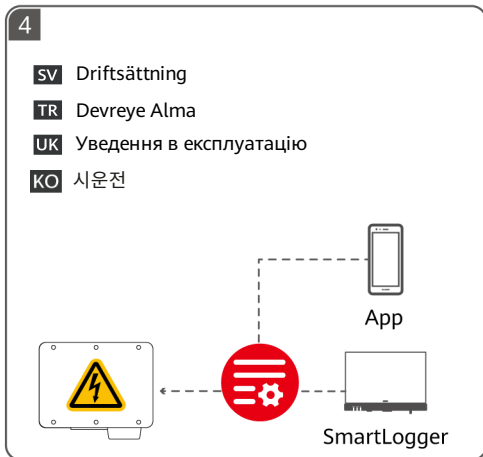 4
SV Driftsättning
TR Devreye Alma
UK Уведення в експлуатацію
KO 시운전
App
SmartLogger